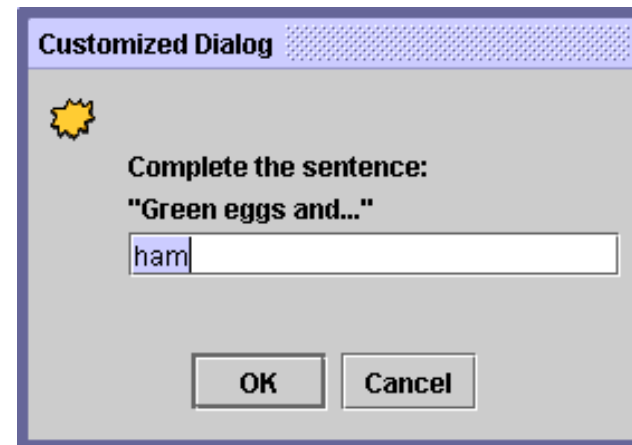 Customized Dialog
Complete the sentence:
"Green eggs and..."
ham
OK Cancel